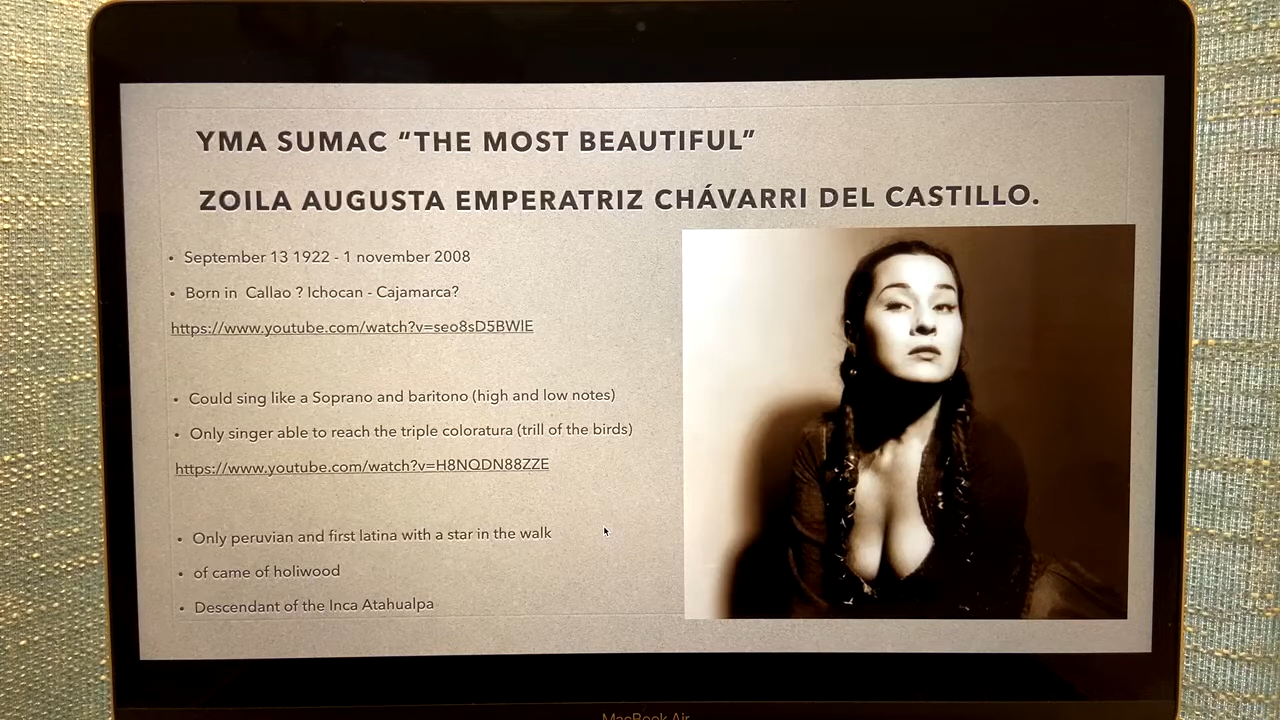 YMA SUMAC “THE MOST BEAUTIFUL”
ZOILA AUGUSTA EMPERATRIZ CHÁVARRI DEL CASTILLO.
• September 13 1922 - 1 november 2008
• Born in Callao ? Ichocan - Cajamarca?
https://www.youtube.com/watch?v=seo8sD5BWlE
• Could sing like a Soprano and baritono (high and low notes)
• Only singer able to reach the triple coloratura (trill of the birds)
https://www.youtube.com/watch?v=H8NQDN88ZZE
• Only peruvian and first latina with a star in the walk
• of came of holiwood
• Descendant of the Inca Atahualpa
MacBook Air